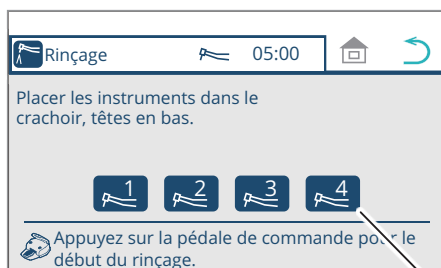 Rinçage 05:00
Placer les instruments dans le
crachoir, têtes en bas.
1 2 3 4
Appuyez sur la pédale de commande pour le
début du rinçage.